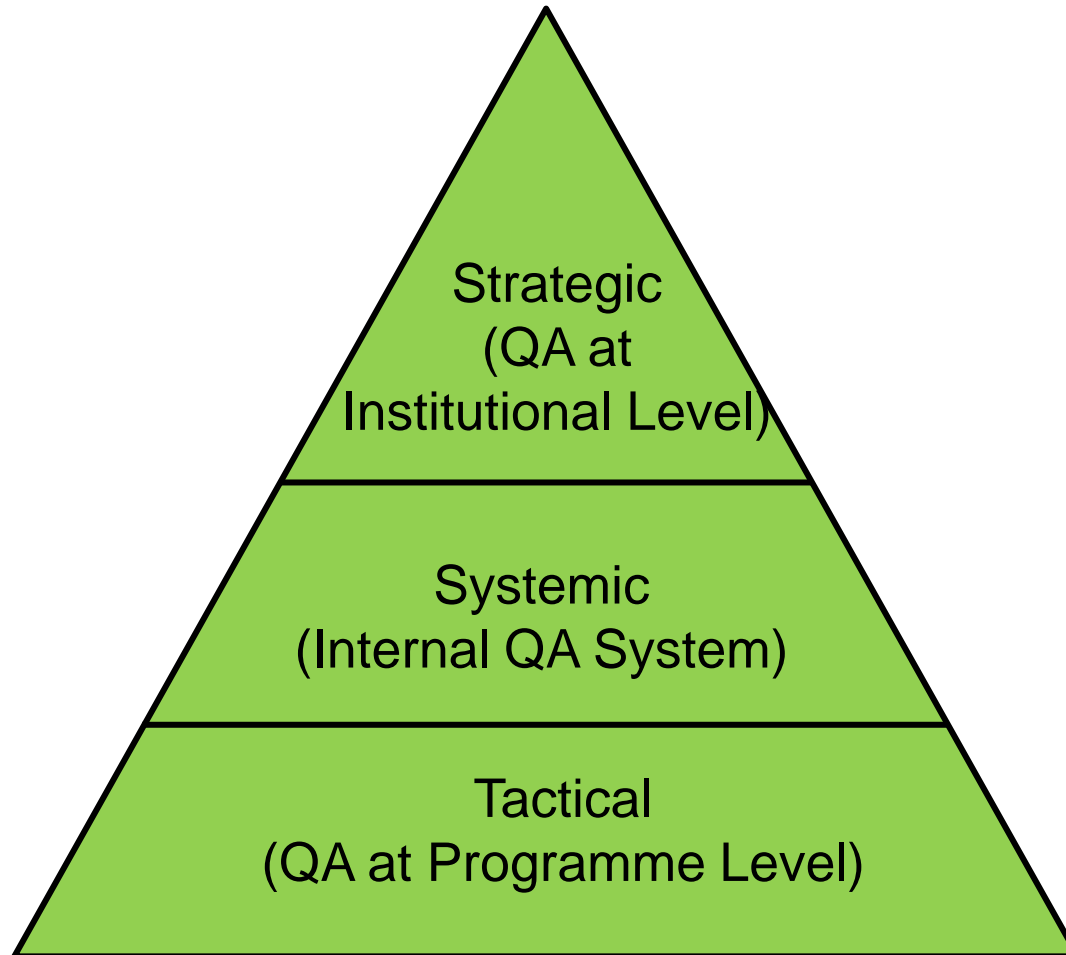 Strategic
(QA at
Institutional Level)
Systemic
(Internal QA System)
Tactical
(QA at Programme Level)